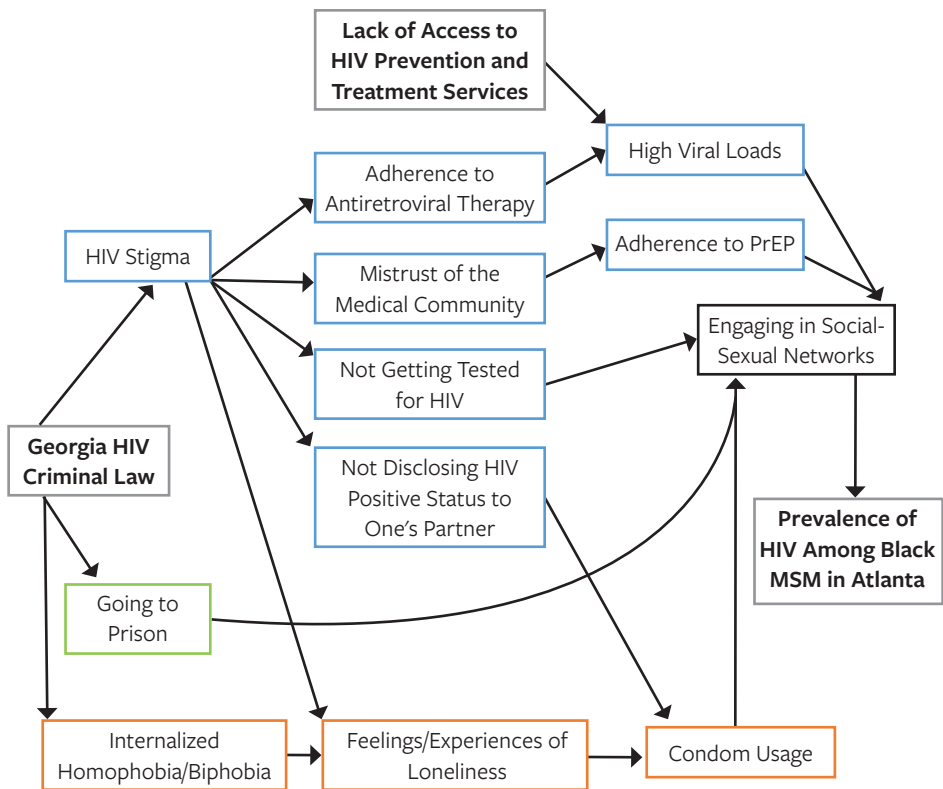 Lack of Access to
HIV Prevention and
Treatment Services
High Viral Loads
Adherence to
Antiretroviral Therapy
Adherence to PrEP
HIV Stigma
Mistrust of the
Medical Community
Engaging in Social-
Sexual Networks
Not Getting Tested
for HIV
Georgia HIV
Criminal Law
Not Disclosing HIV
Positive Status to
One's Partner
Prevalence of
HIV Among Black
MSM in Atlanta
Going to
Prison
Internalized
Homophobia/Biphobia
Feelings/Experiences of
Loneliness
Condom Usage